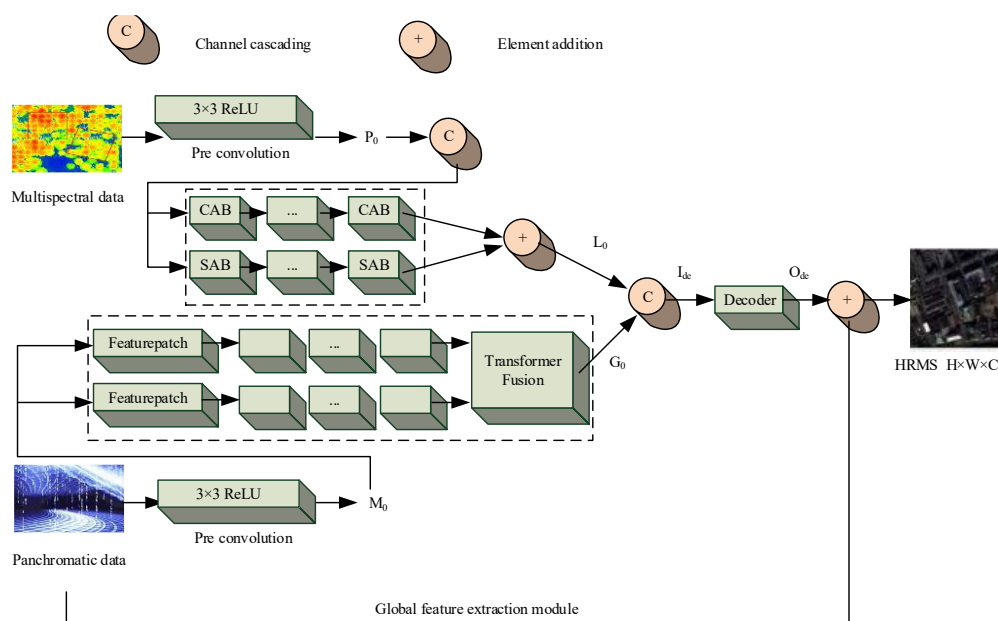 C
Channel cascading
+
Element addition
3×3 ReLU
Pre convolution
P0
C
Multispectral data
CAB
...
CAB
SAB
...
SAB
+
L0
C
Ide
Decoder
Ode
+
HRMS H×W×C
Featurepatch
...
Featurepatch
...
Transformer
Fusion
G0
3×3 ReLU
Pre convolution
M0
Panchromatic data
Global feature extraction module